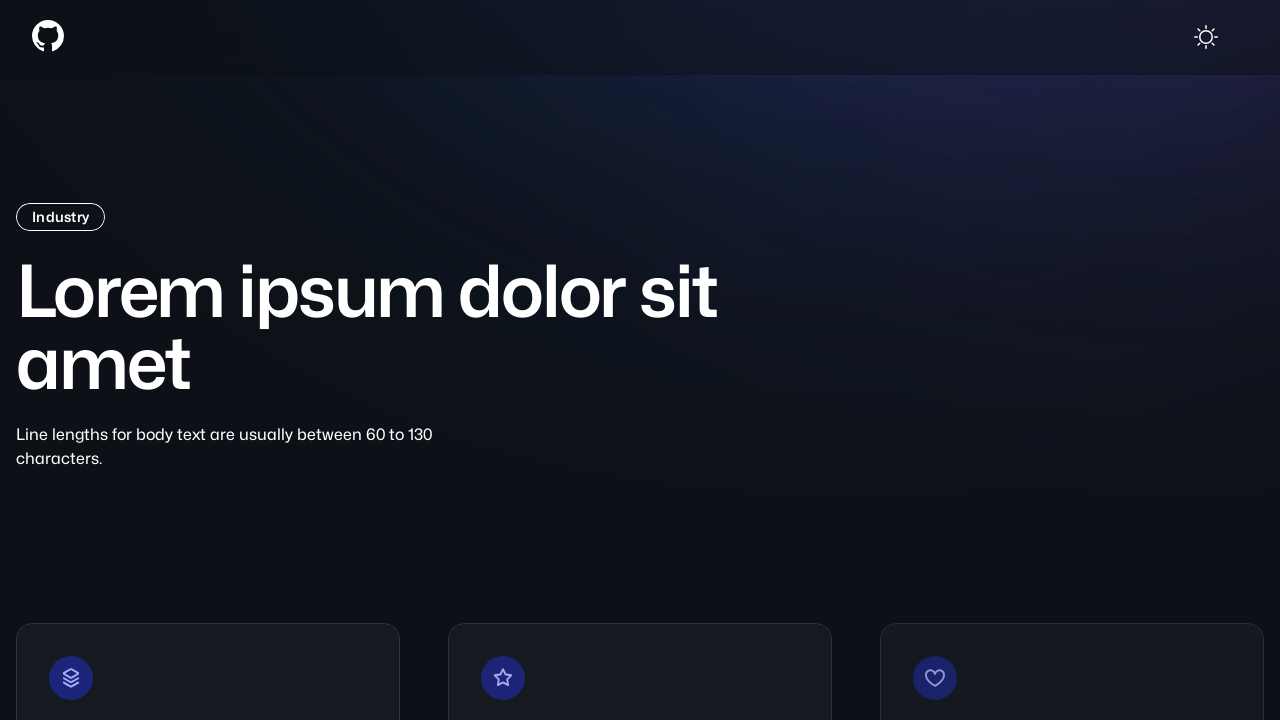 Industry
Lorem ipsum dolor sit
amet
Line lengths for body text are usually between 60 to 130
characters.